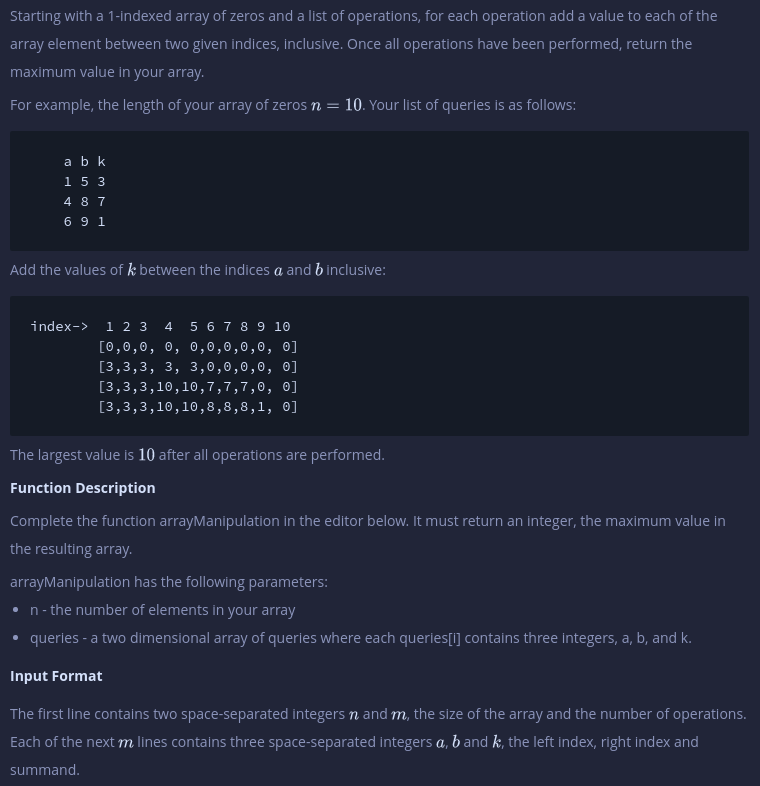 Starting with a 1-indexed array of zeros and a list of operations, for each operation add a value to each of the
array element between two given indices, inclusive. Once all operations have been performed, return the
maximum value in your array.
For example, the length of your array of zeros n = 10. Your list of queries is as follows:
a b k
1 5 3
4 8 7
6 9 1
Add the values of k between the indices a and b inclusive:
index-> 1 2 3 4 5 6 7 8 9 10
[0,0,0, 0, 0,0,0,0,0, 0]
[3,3,3, 3, 3,0,0,0,0, 0]
[3,3,3,10,10,7,7,7,0, 0]
[3,3,3,10,10,8,8,8,1, 0]
The largest value is 10 after all operations are performed.
Function Description
Complete the function arrayManipulation in the editor below. It must return an integer, the maximum value in
the resulting array.
arrayManipulation has the following parameters:
• n - the number of elements in your array
• queries - a two dimensional array of queries where each queries[i] contains three integers, a, b, and k.
Input Format
The first line contains two space-separated integers n and m, the size of the array and the number of operations.
Each of the next m lines contains three space-separated integers a, b and k, the left index, right index and
summand.